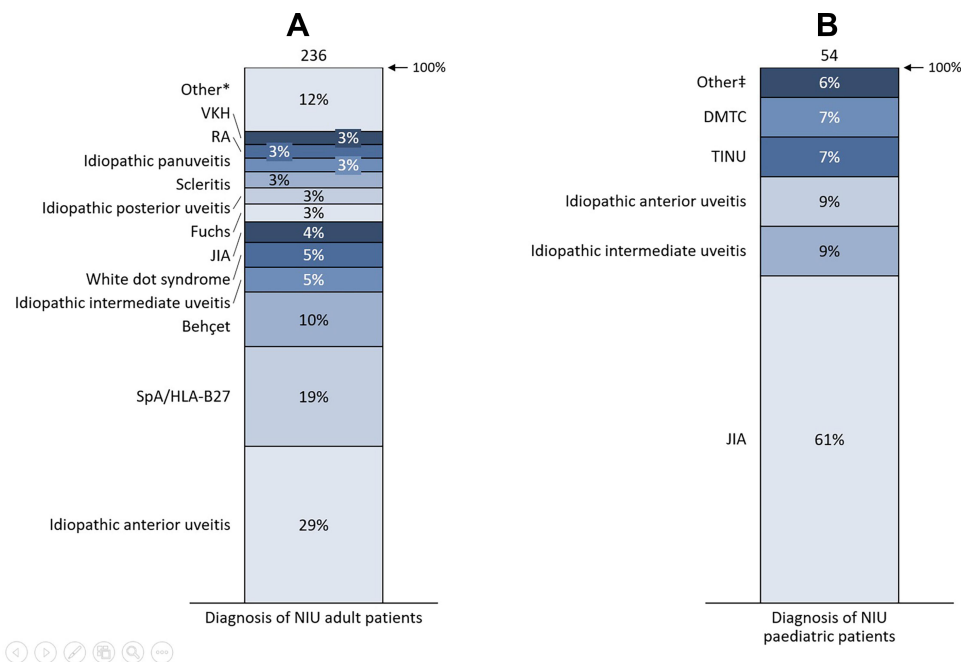 A
236
100%
Other*
12%
VKH
3%
RA
3%
Idiopathic panuveitis
3%
Scleritis
3%
Idiopathic posterior uveitis
3%
Fuchs
3%
JIA
4%
White dot syndrome
5%
Idiopathic intermediate uveitis
5%
Behçet
10%
SpA/HLA-B27
19%
Idiopathic anterior uveitis
29%
Diagnosis of NIU adult patients
B
54
100%
Other‡
6%
DMTC
7%
TINU
7%
Idiopathic anterior uveitis
9%
Idiopathic intermediate uveitis
9%
JIA
61%
Diagnosis of NIU
paediatric patients